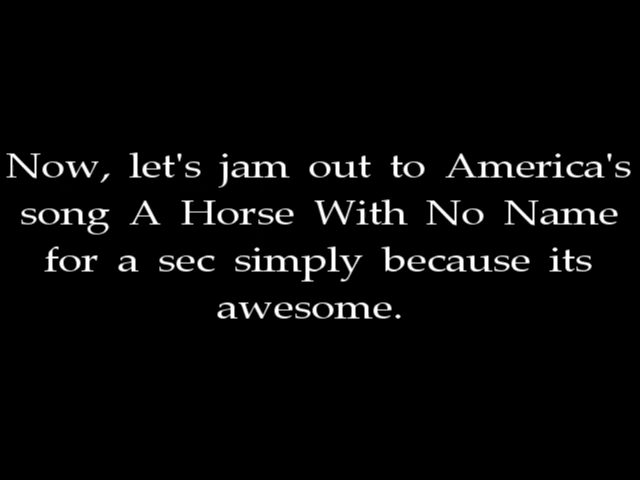 Now, let's jam out to America's
song A Horse With No Name
for a sec simply because its
awesome.